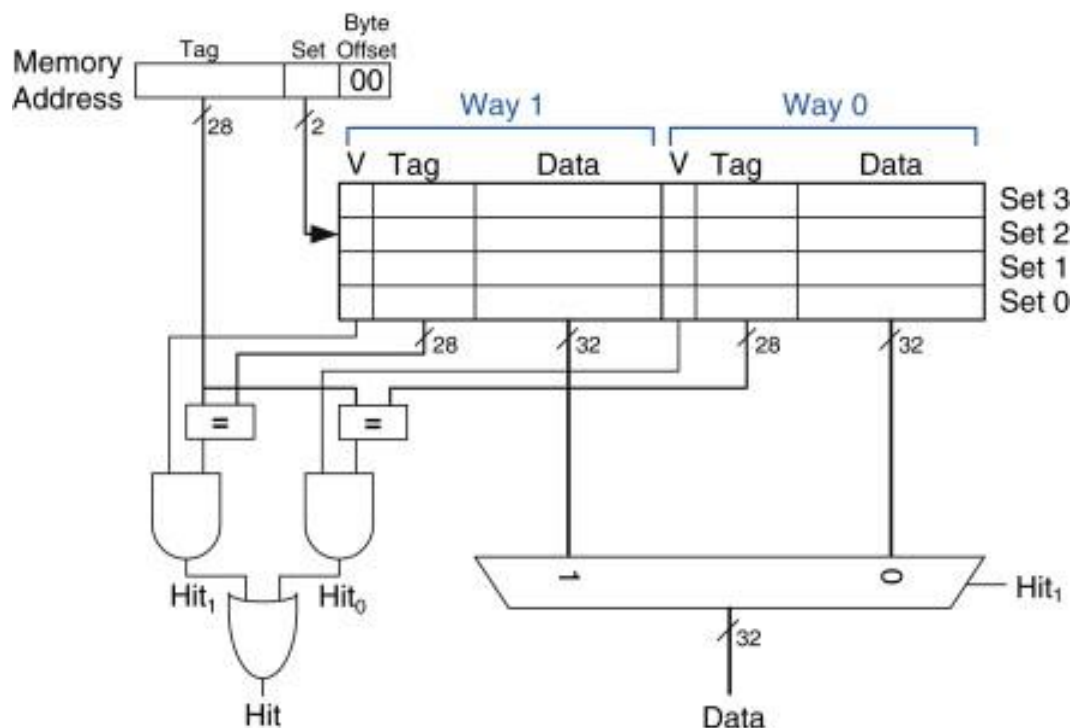 Byte
Tag Set Offset
Memory
Address
00
Way 1 Way 0
28 2
V Tag Data V Tag Data
Set 3
Set 2
Set 1
Set 0
28 32 28 32
= =
1 0
Hit₁ Hit₀ Hit₁
32
Hit Data